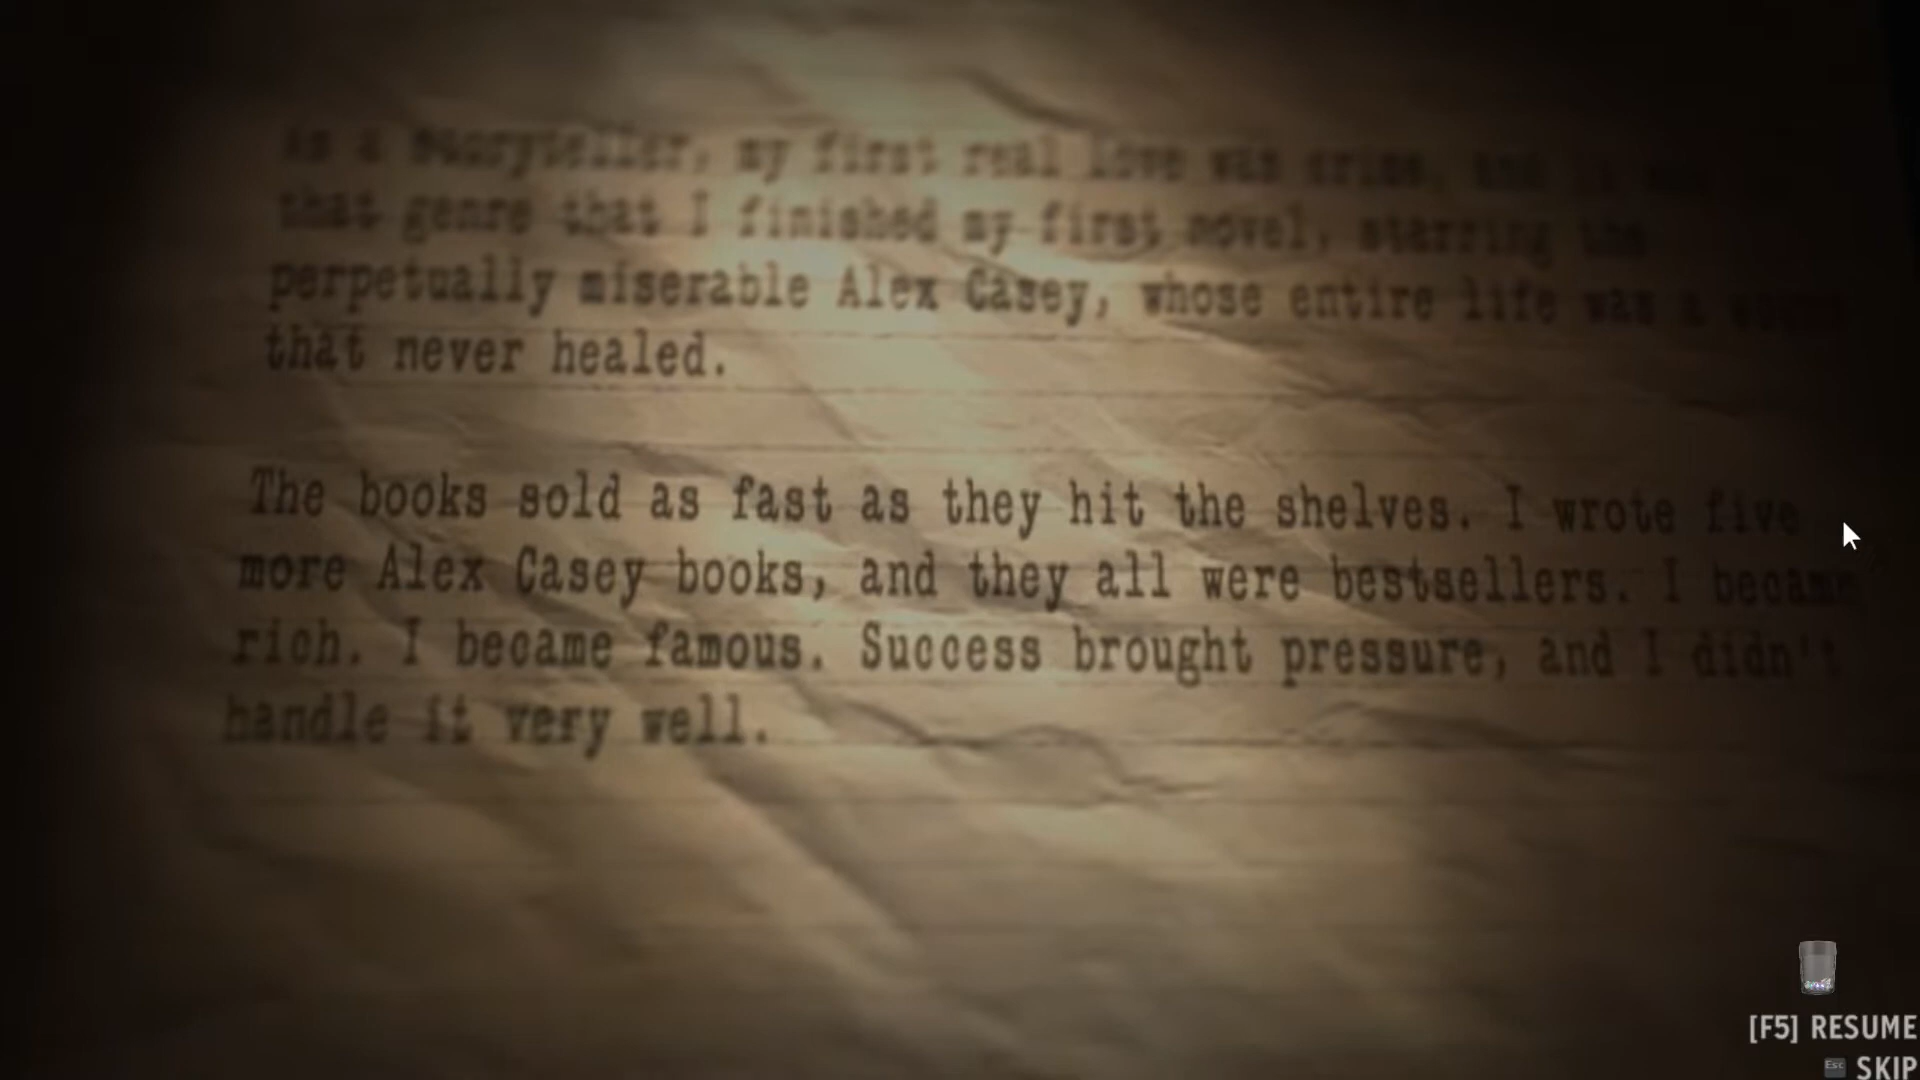 As a storyteller, my first real love was crime, and it was
that genre that I finished my first novel, starring the
perpetually miserable Alex Casey, whose entire life was a wound
that never healed.
The books sold as fast as they hit the shelves. I wrote five
more Alex Casey books, and they all were bestsellers. I became
rich. I became famous. Success brought pressure, and I didn't
handle it very well.
[F5] RESUME
Esc SKIP